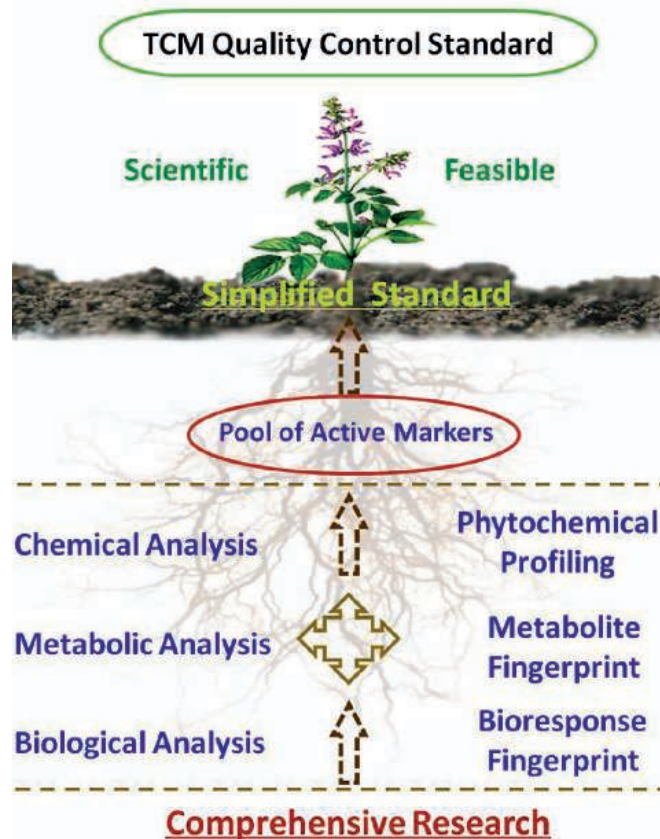 TCM Quality Control Standard
Scientific Feasible
Simplified Standard
Pool of Active Markers
Chemical Analysis
Phytochemical
Profiling
Metabolic Analysis
Metabolite
Fingerprint
Biological Analysis
Bioresponse
Fingerprint
Comprehensive Research